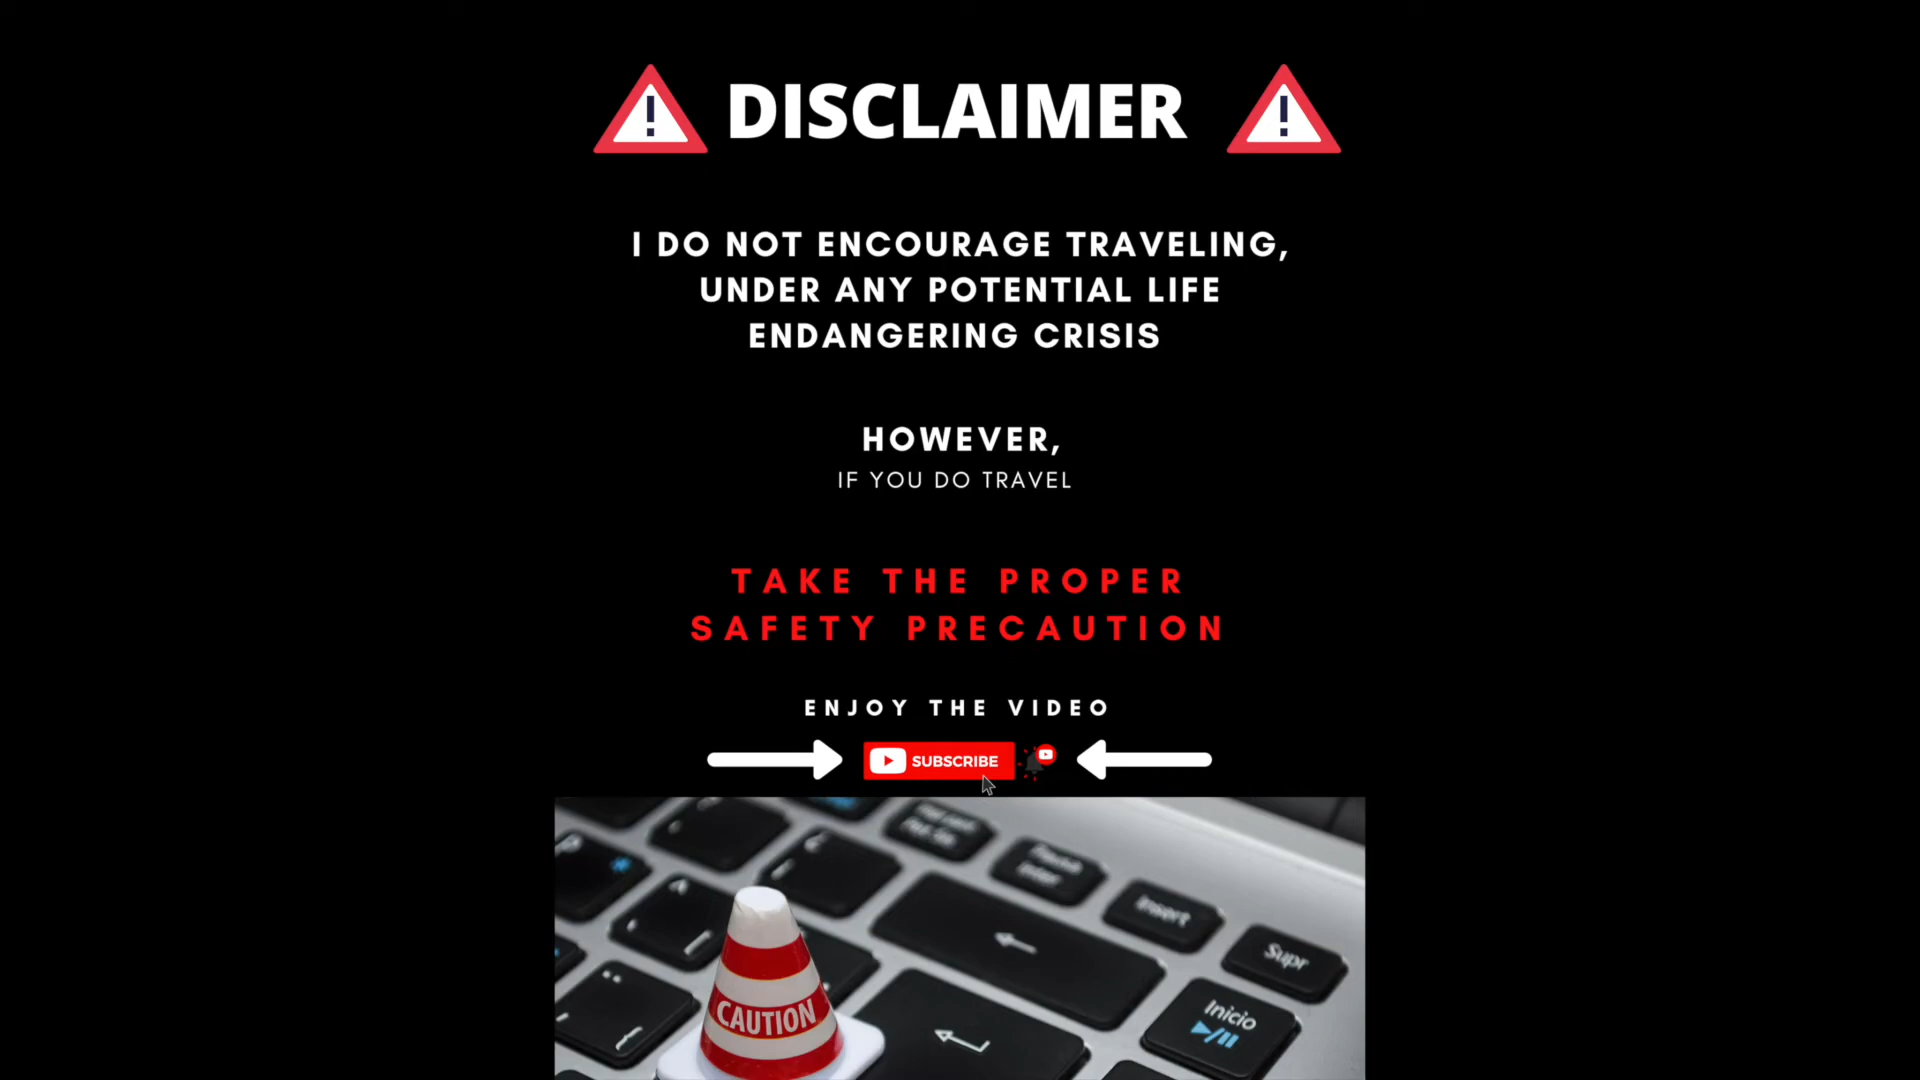 DISCLAIMER
I DO NOT ENCOURAGE TRAVELING,
UNDER ANY POTENTIAL LIFE
ENDANGERING CRISIS
HOWEVER,
IF YOU DO TRAVEL
TAKE THE PROPER
SAFETY PRECAUTION
ENJOY THE VIDEO
SUBSCRIBE
Insert
Supr
Inicio
CAUTION